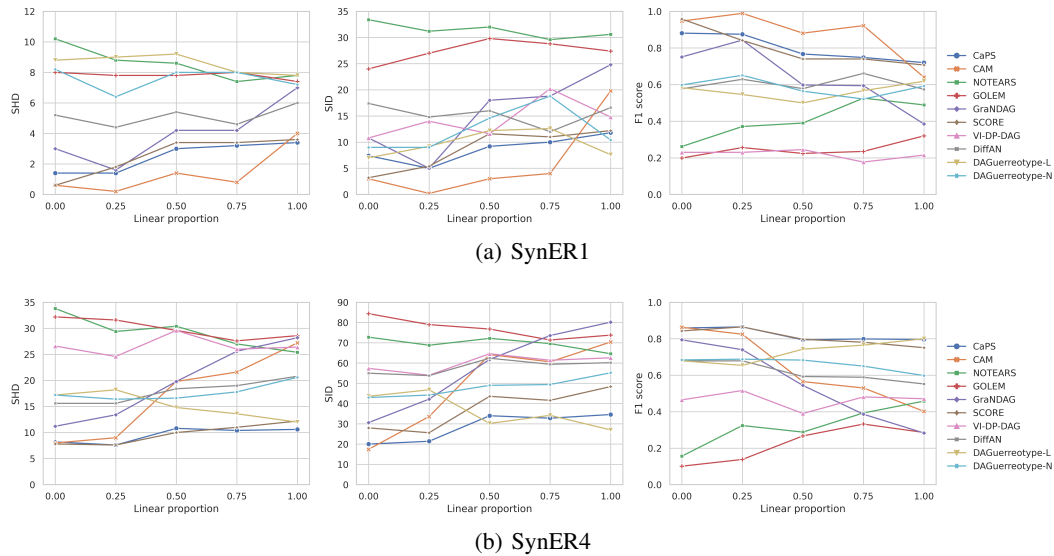 12
10
8
6
4
2
0
SHD
0.00 0.25 0.50 0.75 1.00
Linear proportion
35
30
25
20
15
10
5
0
SID
0.00 0.25 0.50 0.75 1.00
Linear proportion
1.0
0.8
0.6
0.4
0.2
0.0
F1 score
0.00 0.25 0.50 0.75 1.00
Linear proportion
CaPS
CAM
NOTEARS
GOLEM
GraNDAG
SCORE
VI-DP-DAG
DiffAN
DAGuerreotype-L
DAGuerreotype-N
(a) SynER1
35
30
25
20
15
10
5
0
SHD
0.00 0.25 0.50 0.75 1.00
Linear proportion
90
80
70
60
50
40
30
20
10
0
SID
0.00 0.25 0.50 0.75 1.00
Linear proportion
1.0
0.8
0.6
0.4
0.2
0.0
F1 score
0.00 0.25 0.50 0.75 1.00
Linear proportion
CaPS
CAM
NOTEARS
GOLEM
GraNDAG
SCORE
VI-DP-DAG
DiffAN
DAGuerreotype-L
DAGuerreotype-N
(b) SynER4